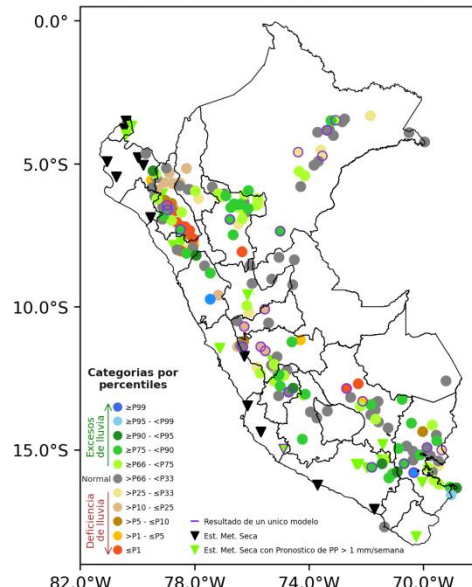 0.0°
5.0°S
10.0°S
15.0°S
82.0°W
78.0°W
74.0°W
70.0°W
Categorias por
percentiles
Excesos
de lluvia
Normal
Deficiencia
de lluvia
≥P99
≥P95 - <P99
≥P90 - <P95
≥P75 - <P90
≥P66 - <P75
>P33 - <P66
>P25 - ≤P33
>P10 - ≤P25
>P5 - ≤P10
>P1 - ≤P5
≤P1
Resultado de un unico modelo
Est. Met. Seca
Est. Met. Seca con Pronostico de PP > 1 mm/semana